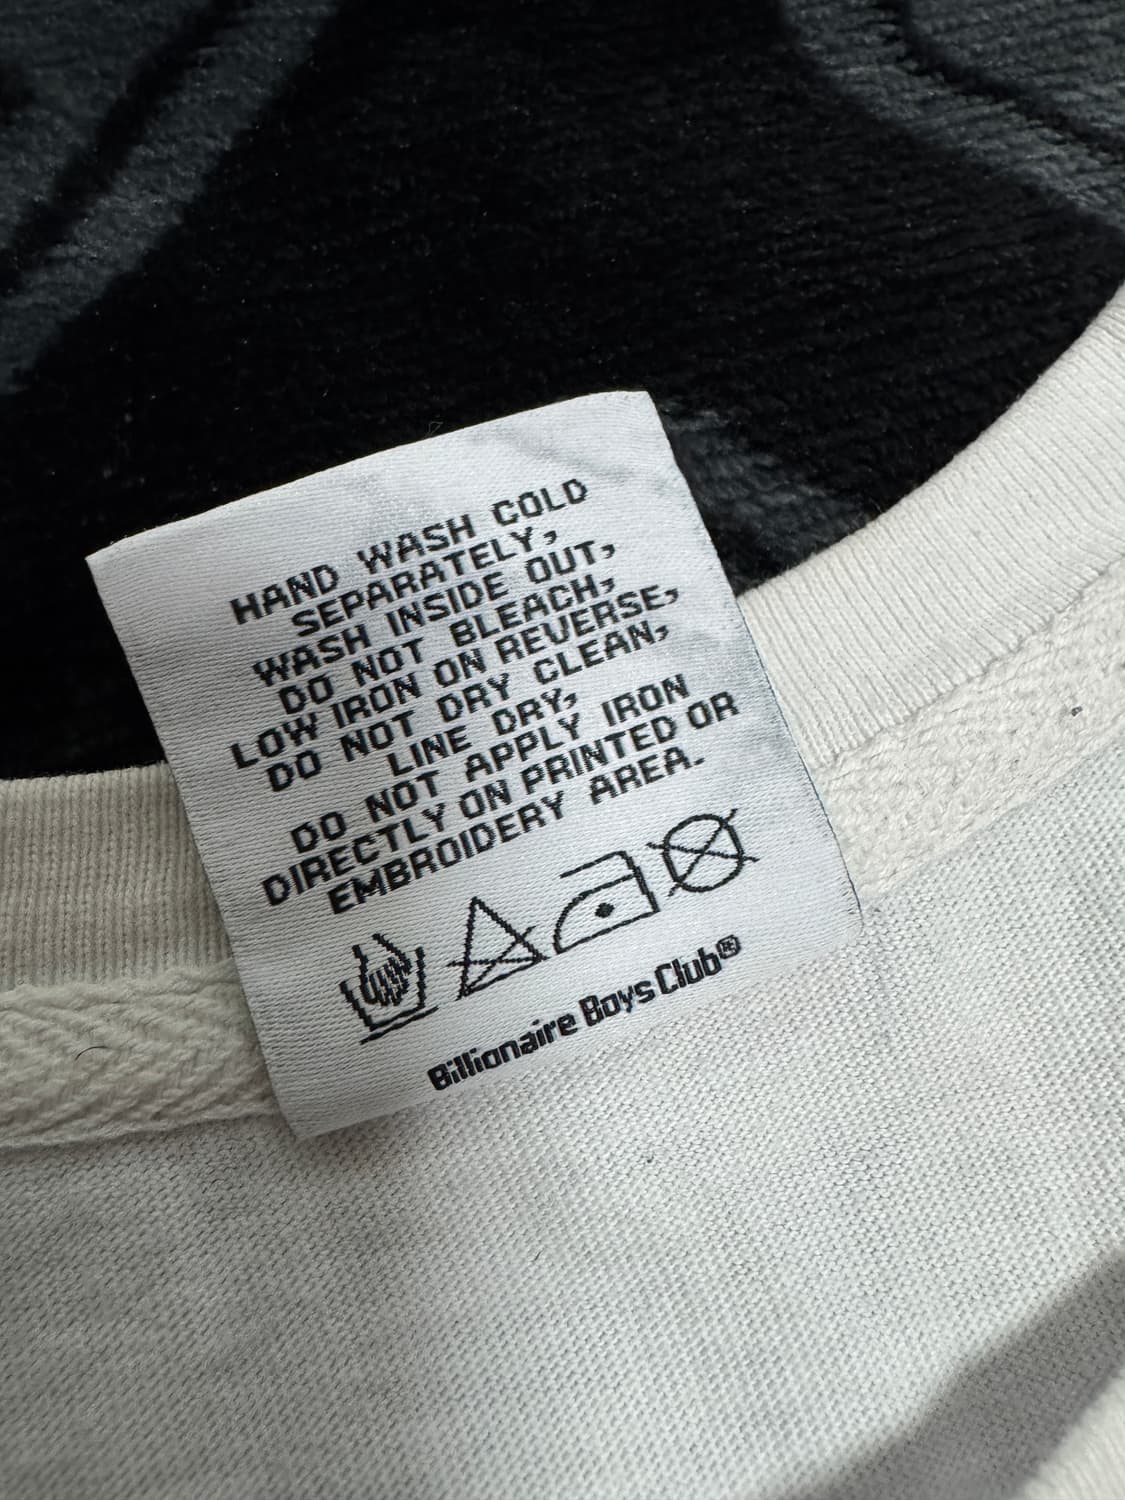 HAND WASH COLD
SEPARATELY,
WASH INSIDE OUT,
DO NOT BLEACH,
LOW IRON ON REVERSE,
DO NOT DRY CLEAN,
LINE DRY,
DO NOT APPLY IRON
DIRECTLY ON PRINTED OR
EMBROIDERY AREA.
Billionaire Boys Club®